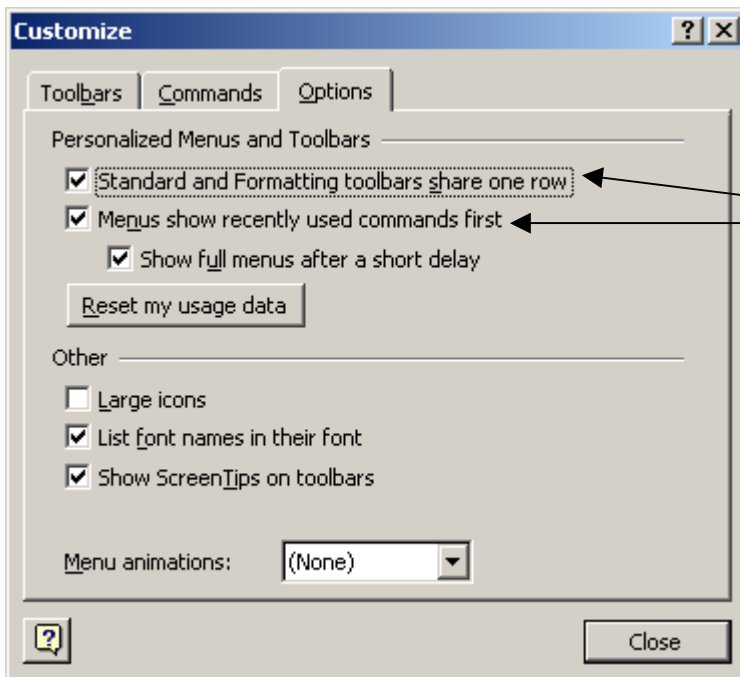 Customize
Toolbars Commands Options
Personalized Menus and Toolbars
Standard and Formatting toolbars share one row
Menus show recently used commands first
Show full menus after a short delay
Reset my usage data
Other
Large icons
List font names in their font
Show ScreenTips on toolbars
Menu animations: (None)
Close